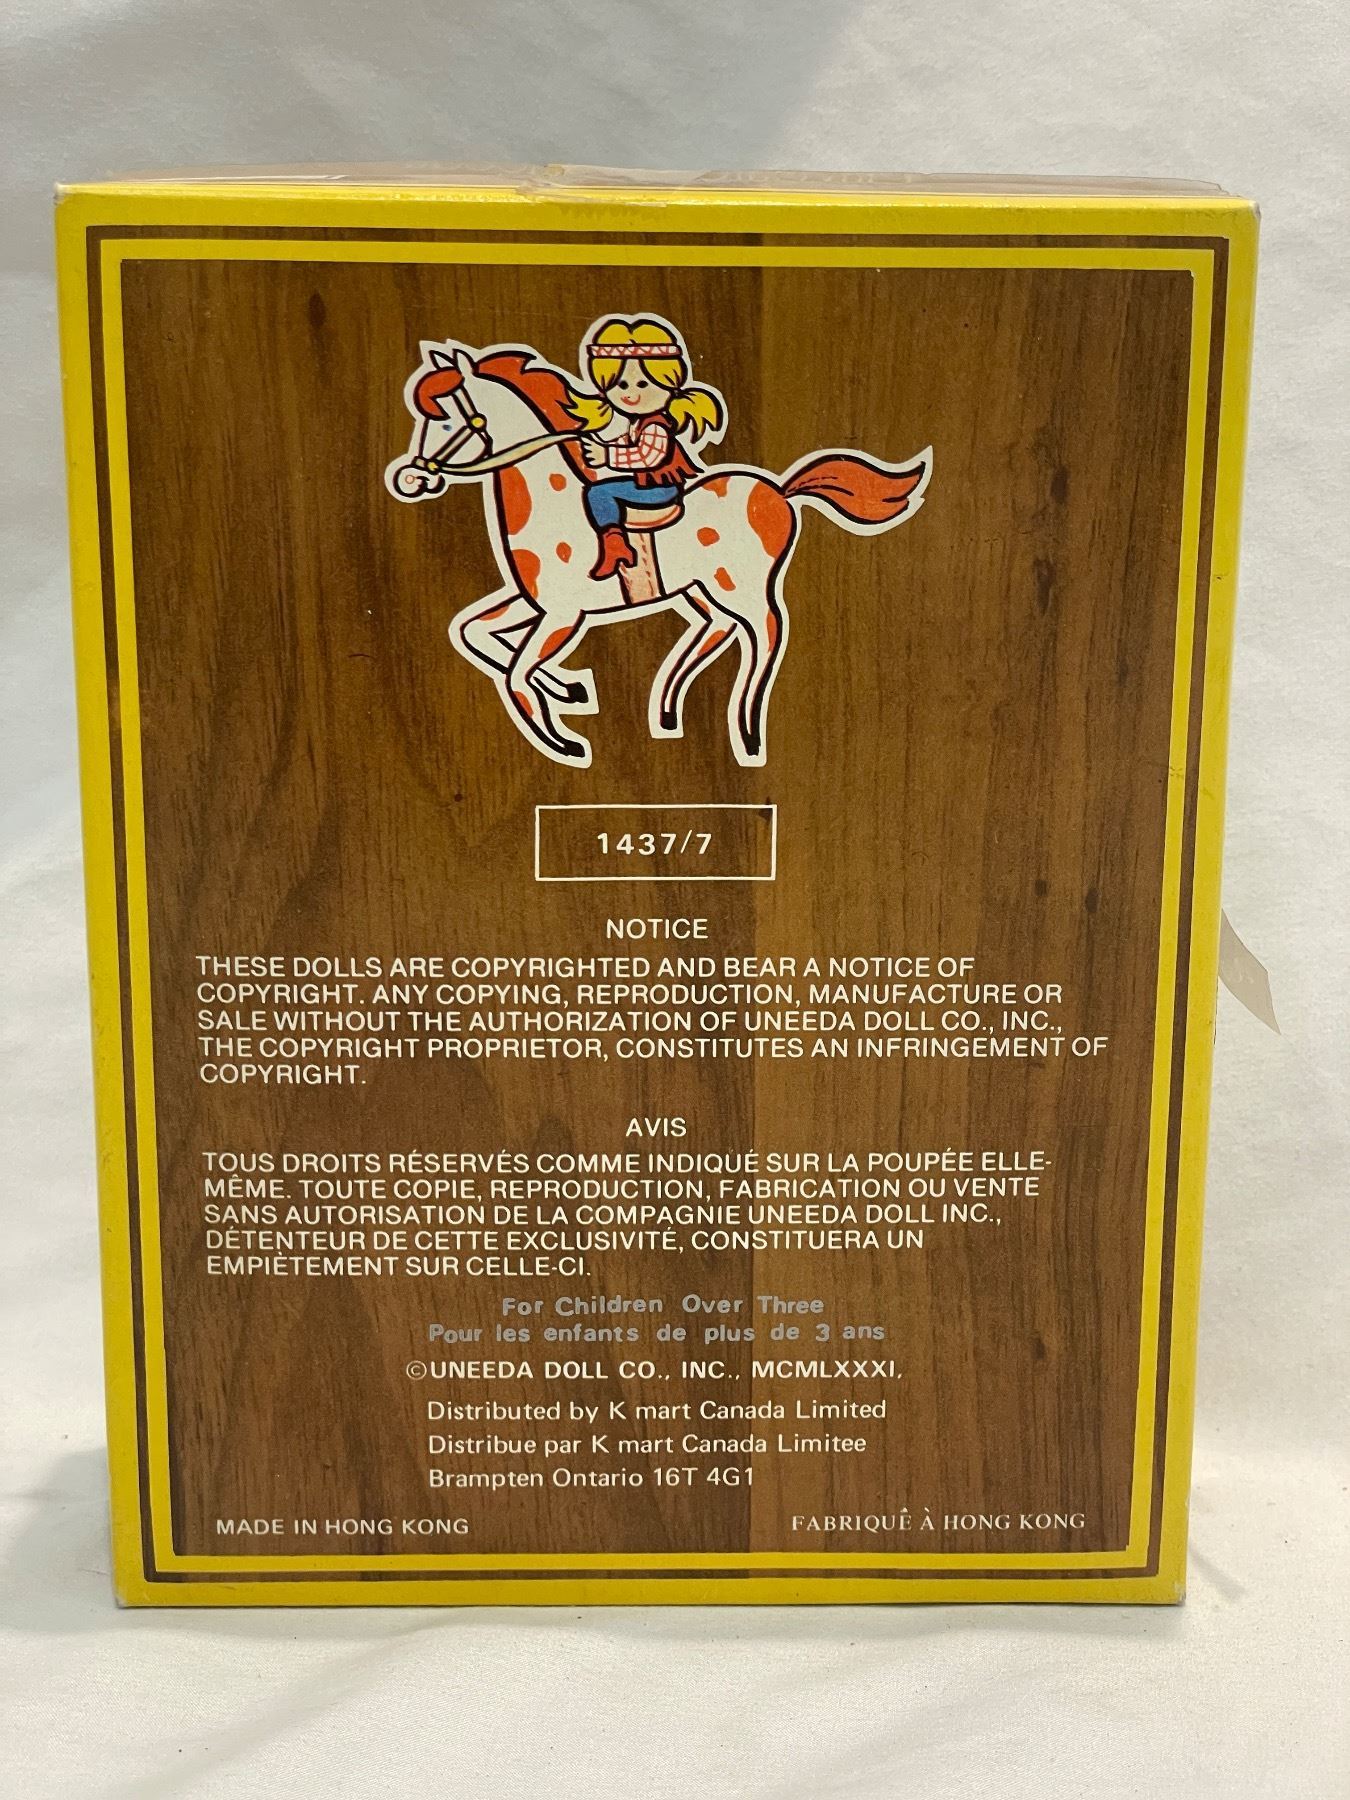 1437/7
NOTICE
THESE DOLLS ARE COPYRIGHTED AND BEAR A NOTICE OF
COPYRIGHT. ANY COPYING, REPRODUCTION, MANUFACTURE OR
SALE WITHOUT THE AUTHORIZATION OF UNEEDA DOLL CO., INC.,
THE COPYRIGHT PROPRIETOR, CONSTITUTES AN INFRINGEMENT OF
COPYRIGHT.
AVIS
TOUS DROITS RÉSERVÉS COMME INDIQUÉ SUR LA POUPÉE ELLE-
MÊME. TOUTE COPIE, REPRODUCTION, FABRICATION OU VENTE
SANS AUTORISATION DE LA COMPAGNIE UNEEDA DOLL INC.,
DÉTENTEUR DE CETTE EXCLUSIVITÉ, CONSTITUERA UN
EMPIÈTEMENT SUR CELLE-CI.
For Children Over Three
Pour les enfants de plus de 3 ans
©UNEEDA DOLL CO., INC., MCMLXXXI,
Distributed by K mart Canada Limited
Distribue par K mart Canada Limitee
Brampten Ontario 16T 4G1
MADE IN HONG KONG
FABRIQUÊ À HONG KONG